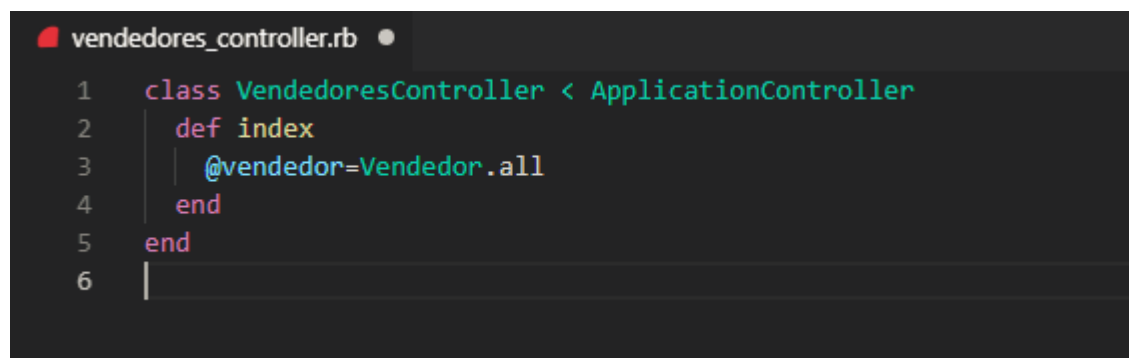 vendedores_controller.rb
1 class VendedoresController < ApplicationController
2 def index
3 @vendedor=Vendedor.all
4 end
5 end
6